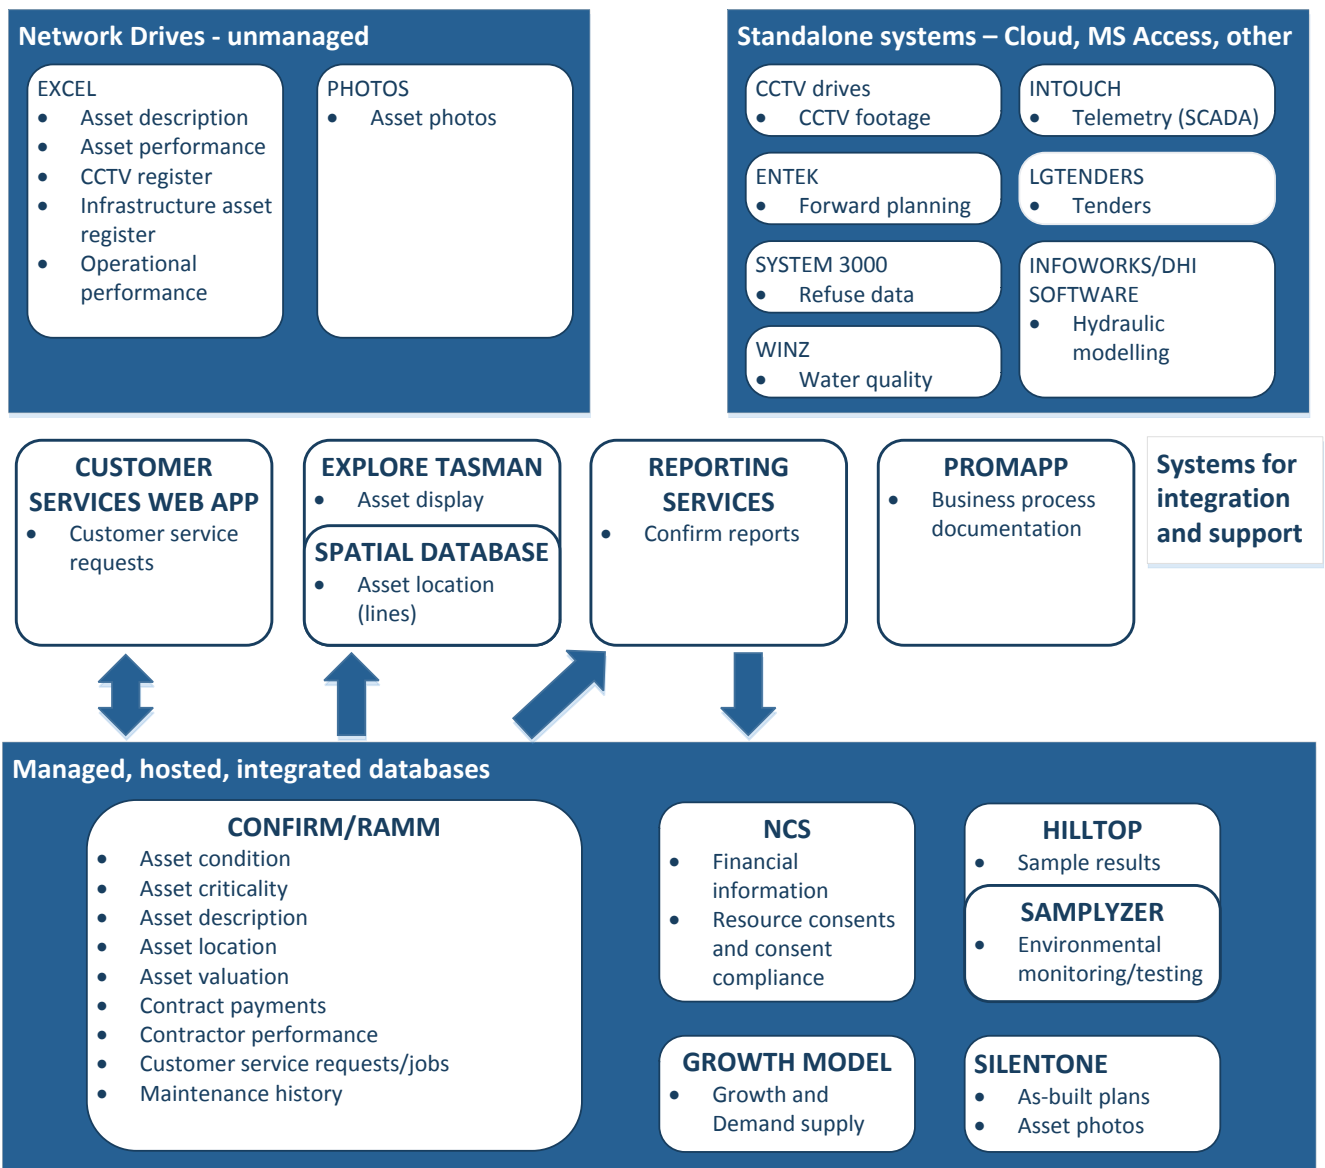 Network Drives - unmanaged
EXCEL
• Asset description
• Asset performance
• CCTV register
• Infrastructure asset
register
• Operational
performance
PHOTOS
• Asset photos
Standalone systems – Cloud, MS Access, other
CCTV drives
• CCTV footage
INTOUCH
• Telemetry (SCADA)
ENTEK
• Forward planning
LGTENDERS
• Tenders
SYSTEM 3000
• Refuse data
INFOWORKS/DHI
SOFTWARE
• Hydraulic
modelling
WINZ
• Water quality
CUSTOMER
SERVICES WEB APP
• Customer service
requests
EXPLORE TASMAN
• Asset display
SPATIAL DATABASE
• Asset location
(lines)
REPORTING
SERVICES
• Confirm reports
PROMAPP
• Business process
documentation
Systems for
integration
and support
Managed, hosted, integrated databases
CONFIRM/RAMM
• Asset condition
• Asset criticality
• Asset description
• Asset location
• Asset valuation
• Contract payments
• Contractor performance
• Customer service requests/jobs
• Maintenance history
NCS
• Financial
information
• Resource consents
and consent
compliance
HILLTOP
• Sample results
SAMPLYZER
• Environmental
monitoring/testing
GROWTH MODEL
• Growth and
Demand supply
SILENTONE
• As-built plans
• Asset photos